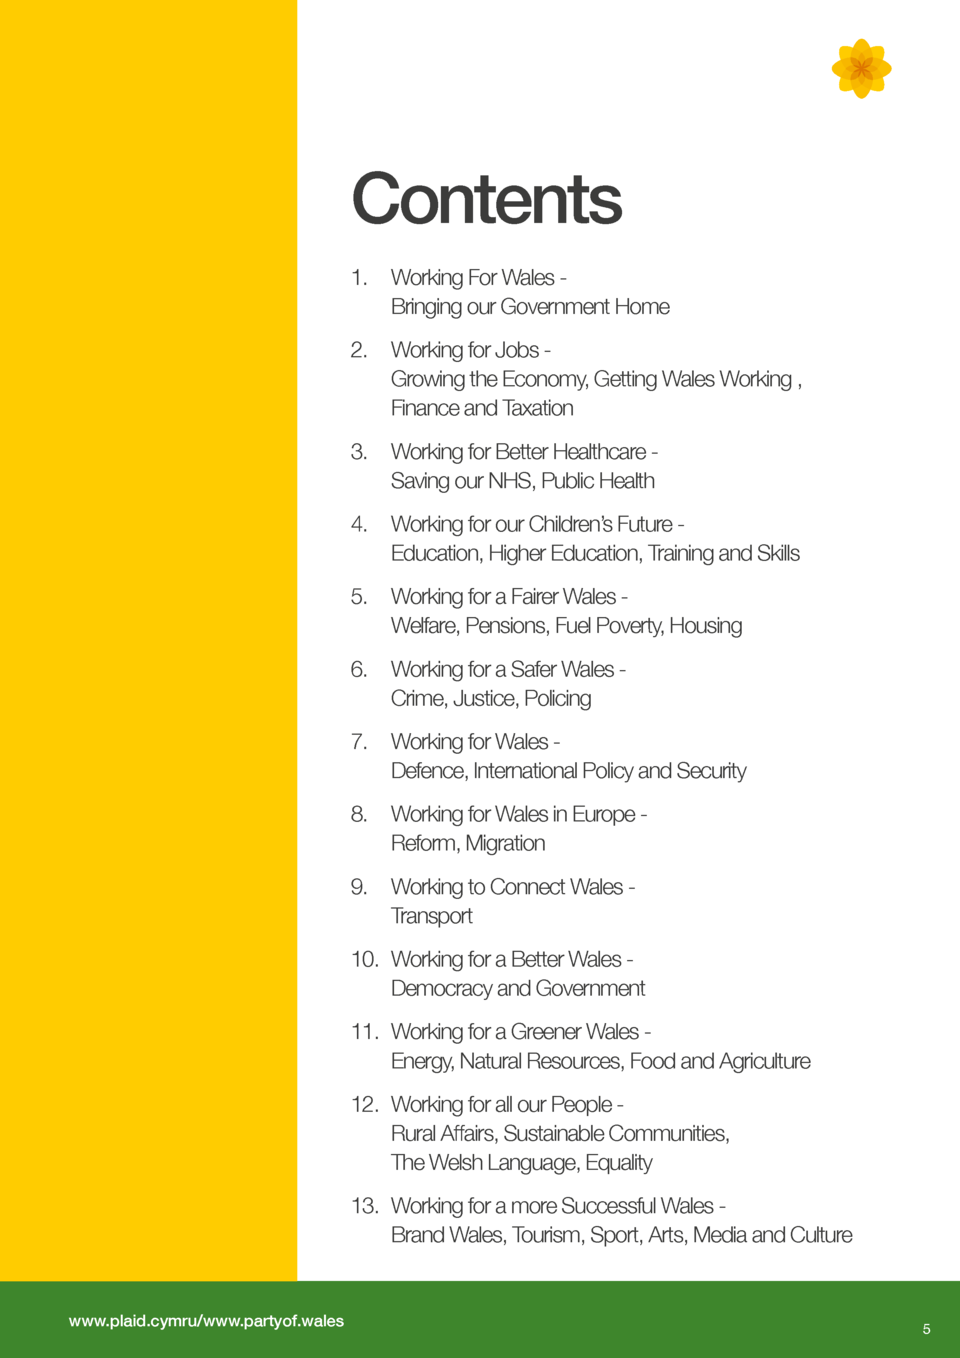 Contents
1. Working For Wales -
Bringing our Government Home
2. Working for Jobs -
Growing the Economy, Getting Wales Working ,
Finance and Taxation
3. Working for Better Healthcare -
Saving our NHS, Public Health
4. Working for our Children’s Future -
Education, Higher Education, Training and Skills
5. Working for a Fairer Wales -
Welfare, Pensions, Fuel Poverty, Housing
6. Working for a Safer Wales -
Crime, Justice, Policing
7. Working for Wales -
Defence, International Policy and Security
8. Working for Wales in Europe -
Reform, Migration
9. Working to Connect Wales -
Transport
10. Working for a Better Wales -
Democracy and Government
11. Working for a Greener Wales -
Energy, Natural Resources, Food and Agriculture
12. Working for all our People -
Rural Affairs, Sustainable Communities,
The Welsh Language, Equality
13. Working for a more Successful Wales -
Brand Wales, Tourism, Sport, Arts, Media and Culture
www.plaid.cymru/www.partyof.wales
5